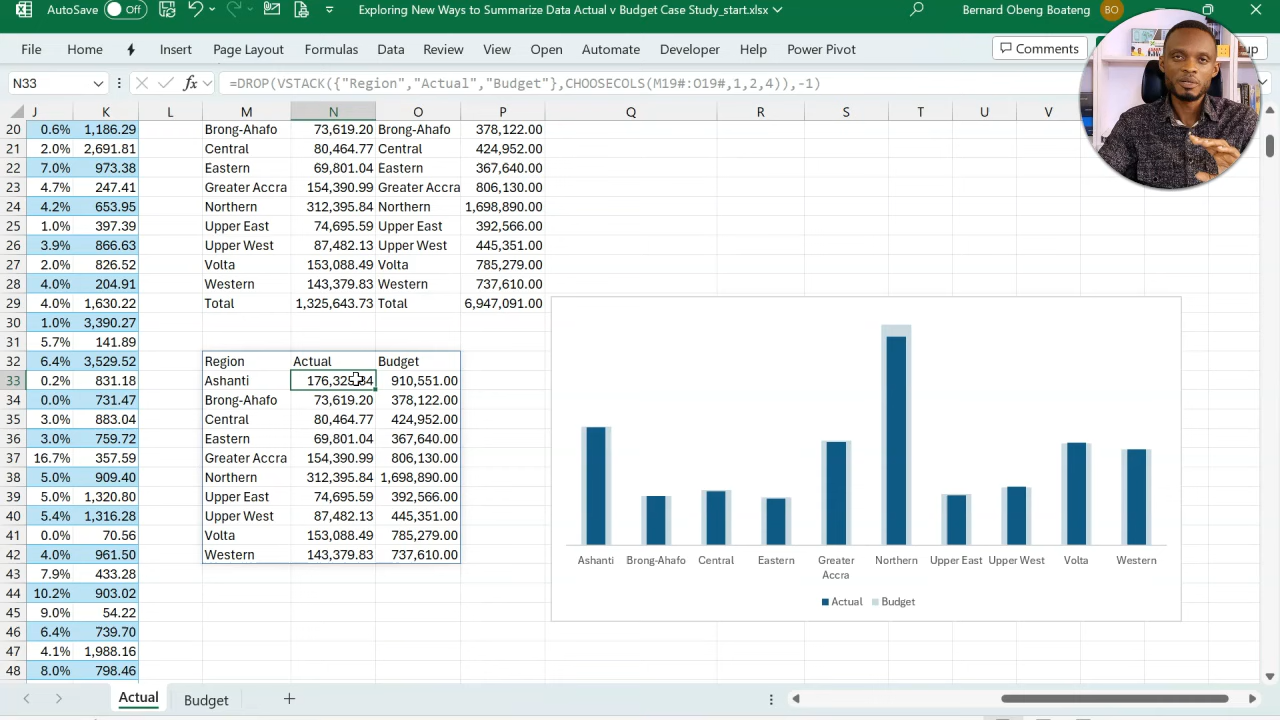 AutoSave Off Exploring New Ways to Summarize Data Actual v Budget Case Study_start.xlsx Bernard Obeng Boateng BO
File Home Insert Page Layout Formulas Data Review View Open Automate Developer Help Power Pivot Comments
N33 fx =DROP(VSTACK({"Region","Actual","Budget"},CHOOSECOLS(M19#:O19#,1,2,4)),-1)
J K L M N O P Q R S T U V
20 0.6% 1,186.29 Brong-Ahafo 73,619.20 Brong-Ahafo 378,122.00
21 2.0% 2,691.81 Central 80,464.77 Central 424,952.00
22 7.0% 973.38 Eastern 69,801.04 Eastern 367,640.00
23 4.7% 247.41 Greater Accra 154,390.99 Greater Accra 806,130.00
24 4.2% 653.95 Northern 312,395.84 Northern 1,698,890.00
25 1.0% 397.39 Upper East 74,695.59 Upper East 392,566.00
26 3.9% 866.63 Upper West 87,482.13 Upper West 445,351.00
27 2.0% 826.52 Volta 153,088.49 Volta 785,279.00
28 4.0% 204.91 Western 143,379.83 Western 737,610.00
29 4.0% 1,630.22 Total 1,325,643.73 Total 6,947,091.00
30 1.0% 3,390.27
31 5.7% 141.89
32 6.4% 3,529.52 Region Actual Budget
33 0.2% 831.18 Ashanti 910,551.00
34 0.0% 731.47 Brong-Ahafo 73,619.20 378,122.00
35 3.0% 883.04 Central 80,464.77 424,952.00
36 3.0% 759.72 Eastern 69,801.04 367,640.00
37 16.7% 357.59 Greater Accra 154,390.99 806,130.00
38 5.0% 909.40 Northern 312,395.84 1,698,890.00
39 5.0% 1,320.80 Upper East 74,695.59 392,566.00
40 5.4% 1,316.28 Upper West 87,482.13 445,351.00
41 0.0% 70.56 Volta 153,088.49 785,279.00
42 4.0% 961.50 Western 143,379.83 737,610.00
43 7.9% 433.28
44 10.2% 903.02
45 9.0% 54.22
46 6.4% 739.70
47 4.1% 1,988.16
48 8.0% 798.46
Ashanti Brong-Ahafo Central Eastern Greater Accra Northern Upper East Upper West Volta Western
Actual Budget
Actual Budget